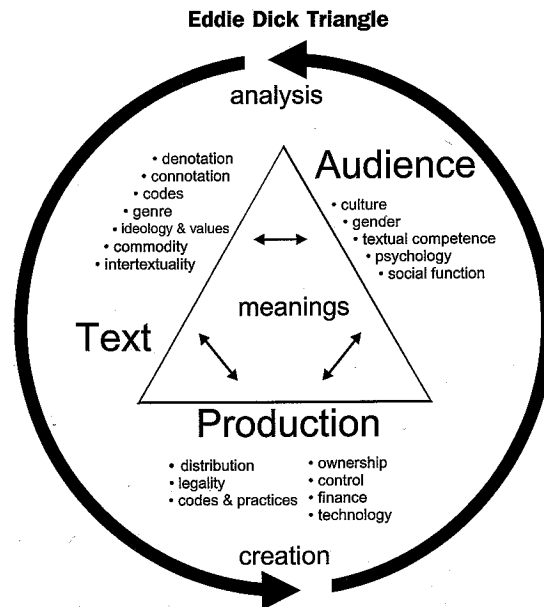 Eddie Dick Triangle
analysis
• denotation
• connotation
• codes
• genre
• ideology & values
• commodity
• intertextuality
Text
Audience
• culture
• gender
• textual competence
• psychology
• social function
meanings
Production
• distribution
• legality
• codes & practices
• ownership
• control
• finance
• technology
creation